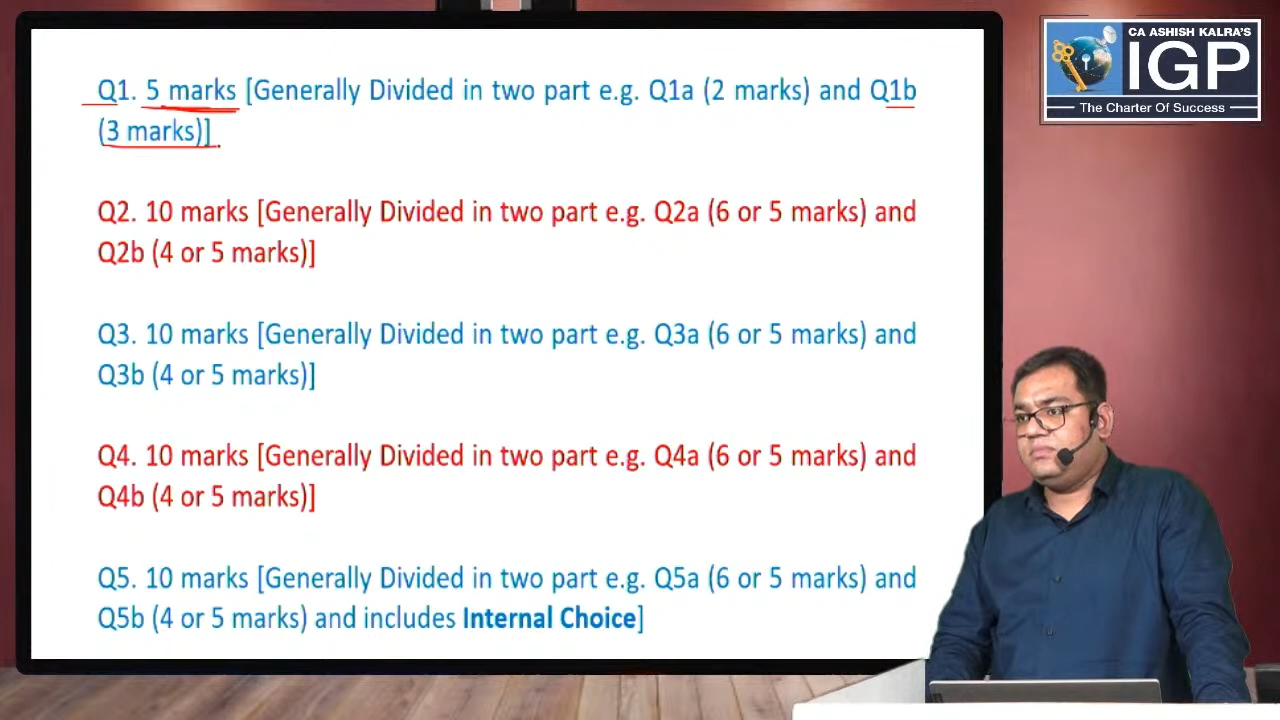 Q1. 5 marks [Generally Divided in two part e.g. Q1a (2 marks) and Q1b
(3 marks)]
Q2. 10 marks [Generally Divided in two part e.g. Q2a (6 or 5 marks) and
Q2b (4 or 5 marks)]
Q3. 10 marks [Generally Divided in two part e.g. Q3a (6 or 5 marks) and
Q3b (4 or 5 marks)]
Q4. 10 marks [Generally Divided in two part e.g. Q4a (6 or 5 marks) and
Q4b (4 or 5 marks)]
Q5. 10 marks [Generally Divided in two part e.g. Q5a (6 or 5 marks) and
Q5b (4 or 5 marks) and includes Internal Choice]
CA ASHISH KALRA'S
IGP
The Charter Of Success